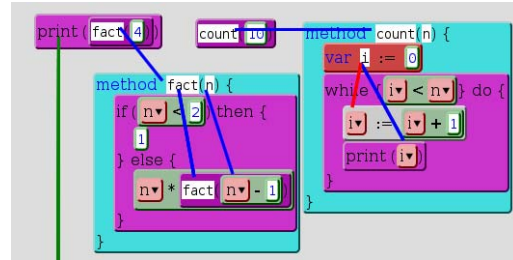 print (fact(4))
count(10)
method fact(n) {
if (n▾ < 2) then {
1
} else {
n▾ * fact(n▾ - 1)
}
}
method count(n) {
var i := 0
while { i▾ < n▾ } do {
i▾ := i▾ + 1
print (i▾)
}
}